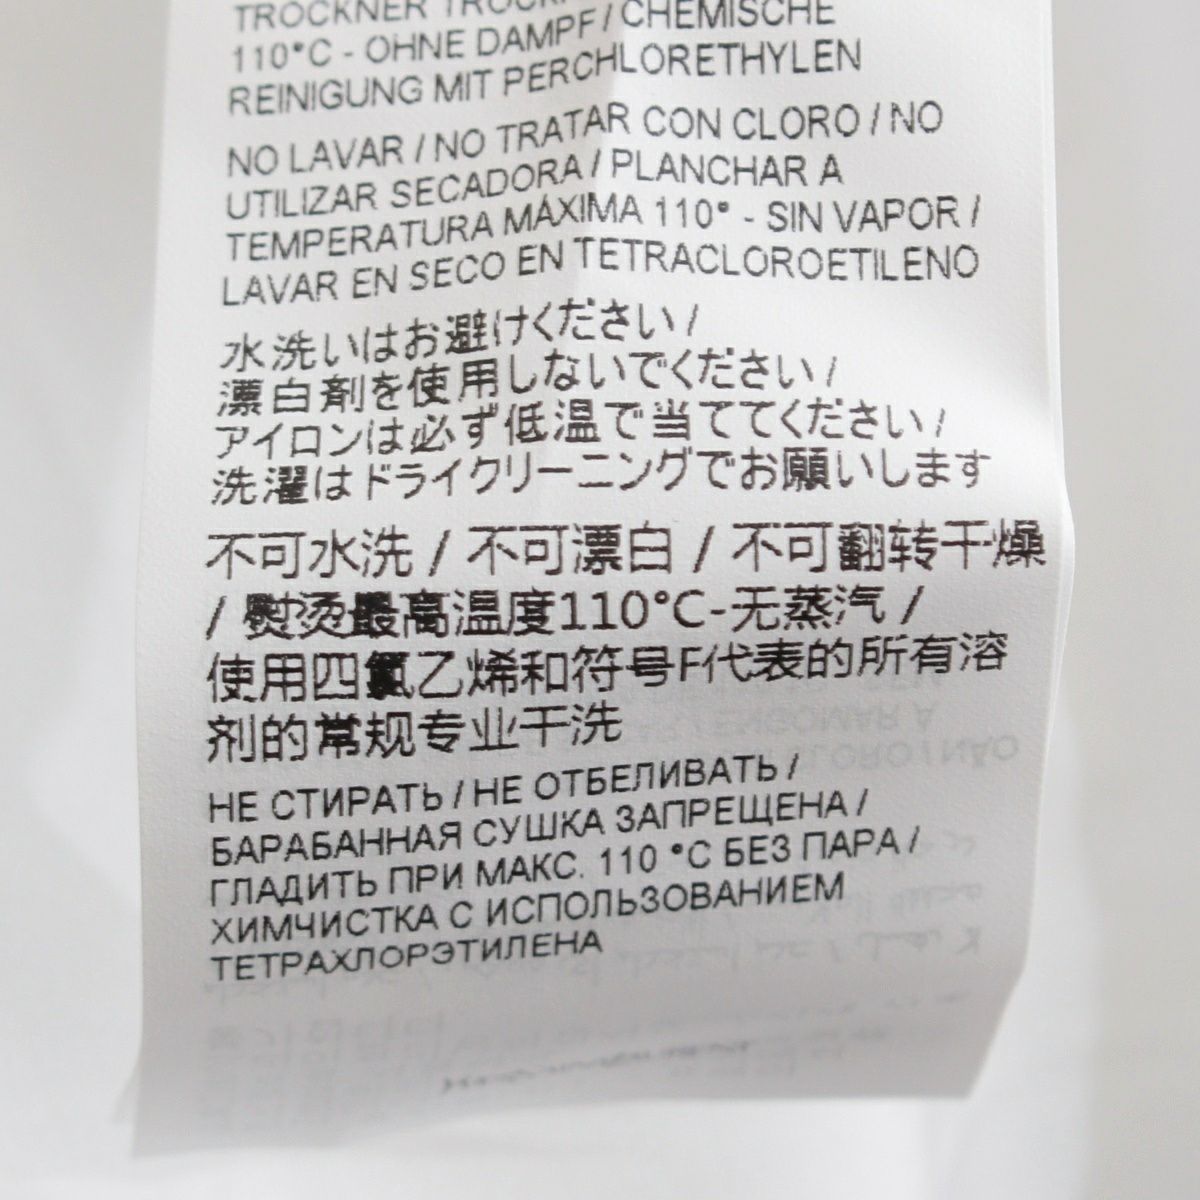 TROCKNER
110°C - OHNE DAMPF / CHEMISCHE
REINIGUNG MIT PERCHLORETHYLEN
NO LAVAR / NO TRATAR CON CLORO / NO
UTILIZAR SECADORA / PLANCHAR A
TEMPERATURA MÁXIMA 110° - SIN VAPOR /
LAVAR EN SECO EN TETRACLOROETILENO
水洗いはお避けください /
漂白剤を使用しないでください /
アイロンは必ず低温で当ててください /
洗濯はドライクリーニングでお願いします
不可水洗 / 不可漂白 / 不可翻转干燥
/ 熨烫最高温度110°C-无蒸汽 /
使用四氯乙烯和符号F代表的所有溶
剂的常规专业干洗
НЕ СТИРАТЬ / НЕ ОТБЕЛИВАТЬ /
БАРАБАННАЯ СУШКА ЗАПРЕЩЕНА /
ГЛАДИТЬ ПРИ МАКС. 110 °С БЕЗ ПАРА /
ХИМЧИСТКА С ИСПОЛЬЗОВАНИЕМ
ТЕТРАХЛОРЭТИЛЕНА